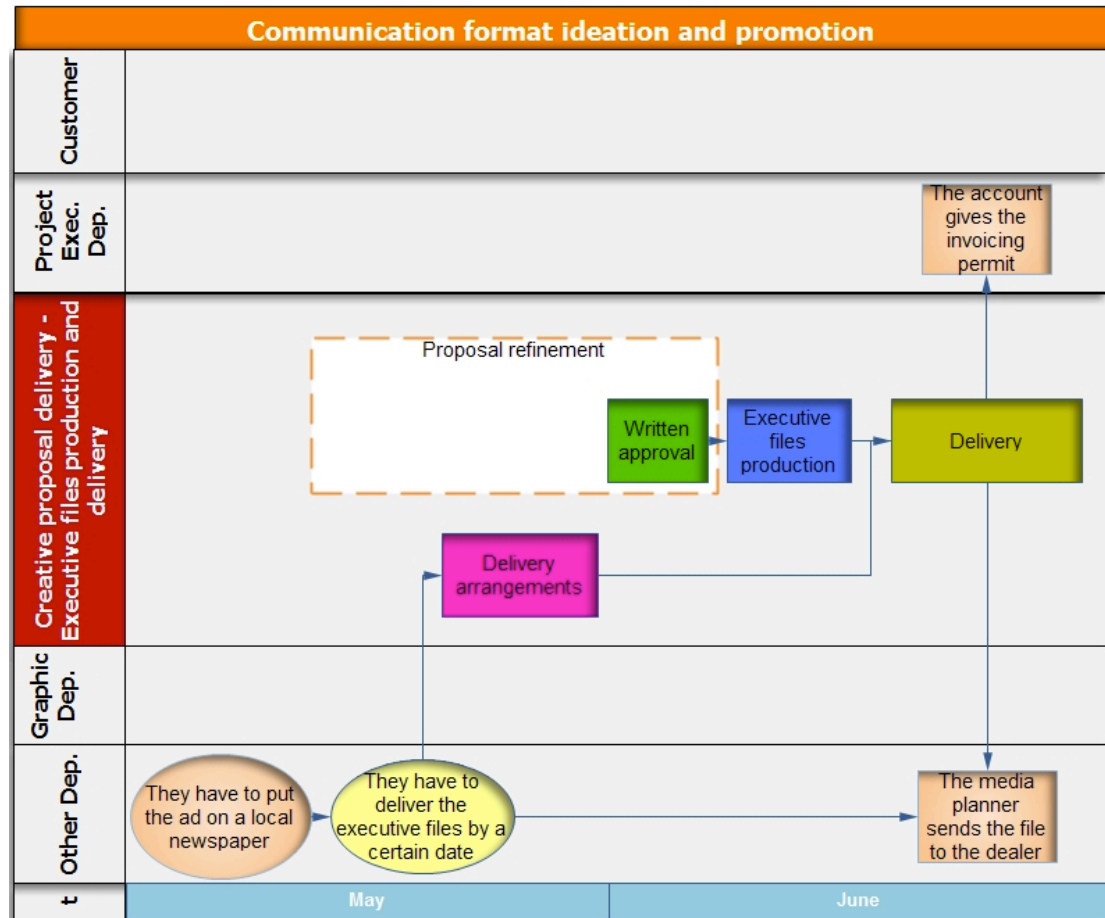 Communication format ideation and promotion
Customer
Project
Exec.
Dep.
The account
gives the
invoicing
permit
Creative proposal delivery -
Executive files production and
delivery
Proposal refinement
Written
approval
Executive
files
production
Delivery
Delivery
arrangements
Graphic
Dep.
Other Dep.
They have to put
the ad on a local
newspaper
They have to
deliver the
executive files by a
certain date
The media
planner
sends the file
to the dealer
t
May
June